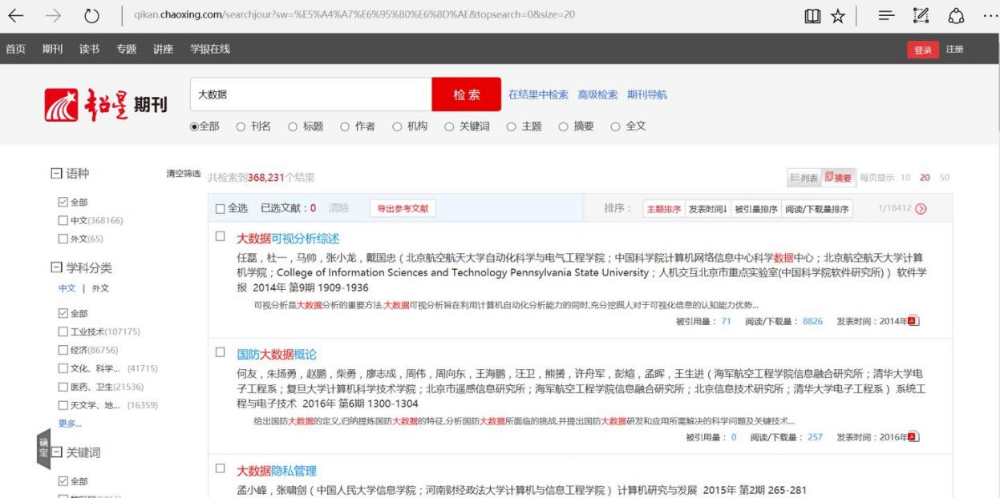 qikan.chaoxing.com/searchjour?sw=%E5%A4%A7%E6%95%B0%E6%8D%AE&topsearch=0&size=20
首页 期刊 读书 专题 讲座 学银在线 登录 注册
超星 期刊 大数据 检索 在结果中检索 高级检索 期刊导航
全部 刊名 标题 作者 机构 关键词 主题 摘要 全文
语种 清空筛选 共检索到368,231个结果 列表 摘要 每页显示 10 20 50
全部
中文(368166)
外文(65)
学科分类
中文 | 外文
全部
工业技术(107175)
经济(86756)
文化、科学... (41715)
医药、卫生(21536)
天文学、地... (16359)
更多...
确定
关键词
全部
全选 已选文献：0 清除 导出参考文献 排序： 主题排序 发表时间↓ 被引量排序 阅读/下载量排序 1/18412
大数据可视分析综述
任磊，杜一，马帅，张小龙，戴国忠（北京航空航天大学自动化科学与电气工程学院；中国科学院计算机网络信息中心科学数据中心；北京航空航天大学计算
机学院；College of Information Sciences and Technology Pennsylvania State University；人机交互北京市重点实验室(中国科学院软件研究所)）软件学
报 2014年 第9期 1909-1936
可视分析是大数据分析的重要方法.大数据可视分析旨在利用计算机自动化分析能力的同时,充分挖掘人对于可视化信息的认知能力优势...
被引用量： 71 阅读/下载量： 8826 发表时间：2014年
国防大数据概论
何友，朱扬勇，赵鹏，柴勇，廖志成，周伟，周向东，王海鹏，汪卫，熊赟，许舟军，彭煊，孟晖，王生进（海军航空工程学院信息融合研究所；清华大学电
子工程系；复旦大学计算机科学技术学院；北京市遥感信息研究所；海军航空工程学院信息融合研究所；北京信息技术研究所；清华大学电子工程系）系统工
程与电子技术 2016年 第6期 1300-1304
给出国防大数据的定义,归纳提炼国防大数据的特征,分析国防大数据所面临的挑战,并提出国防大数据研发和应用所需解决的科学问题及关键技术...
被引用量： 0 阅读/下载量： 257 发表时间：2016年
大数据隐私管理
孟小峰，张啸剑（中国人民大学信息学院；河南财经政法大学计算机与信息工程学院）计算机研究与发展 2015年 第2期 265-281